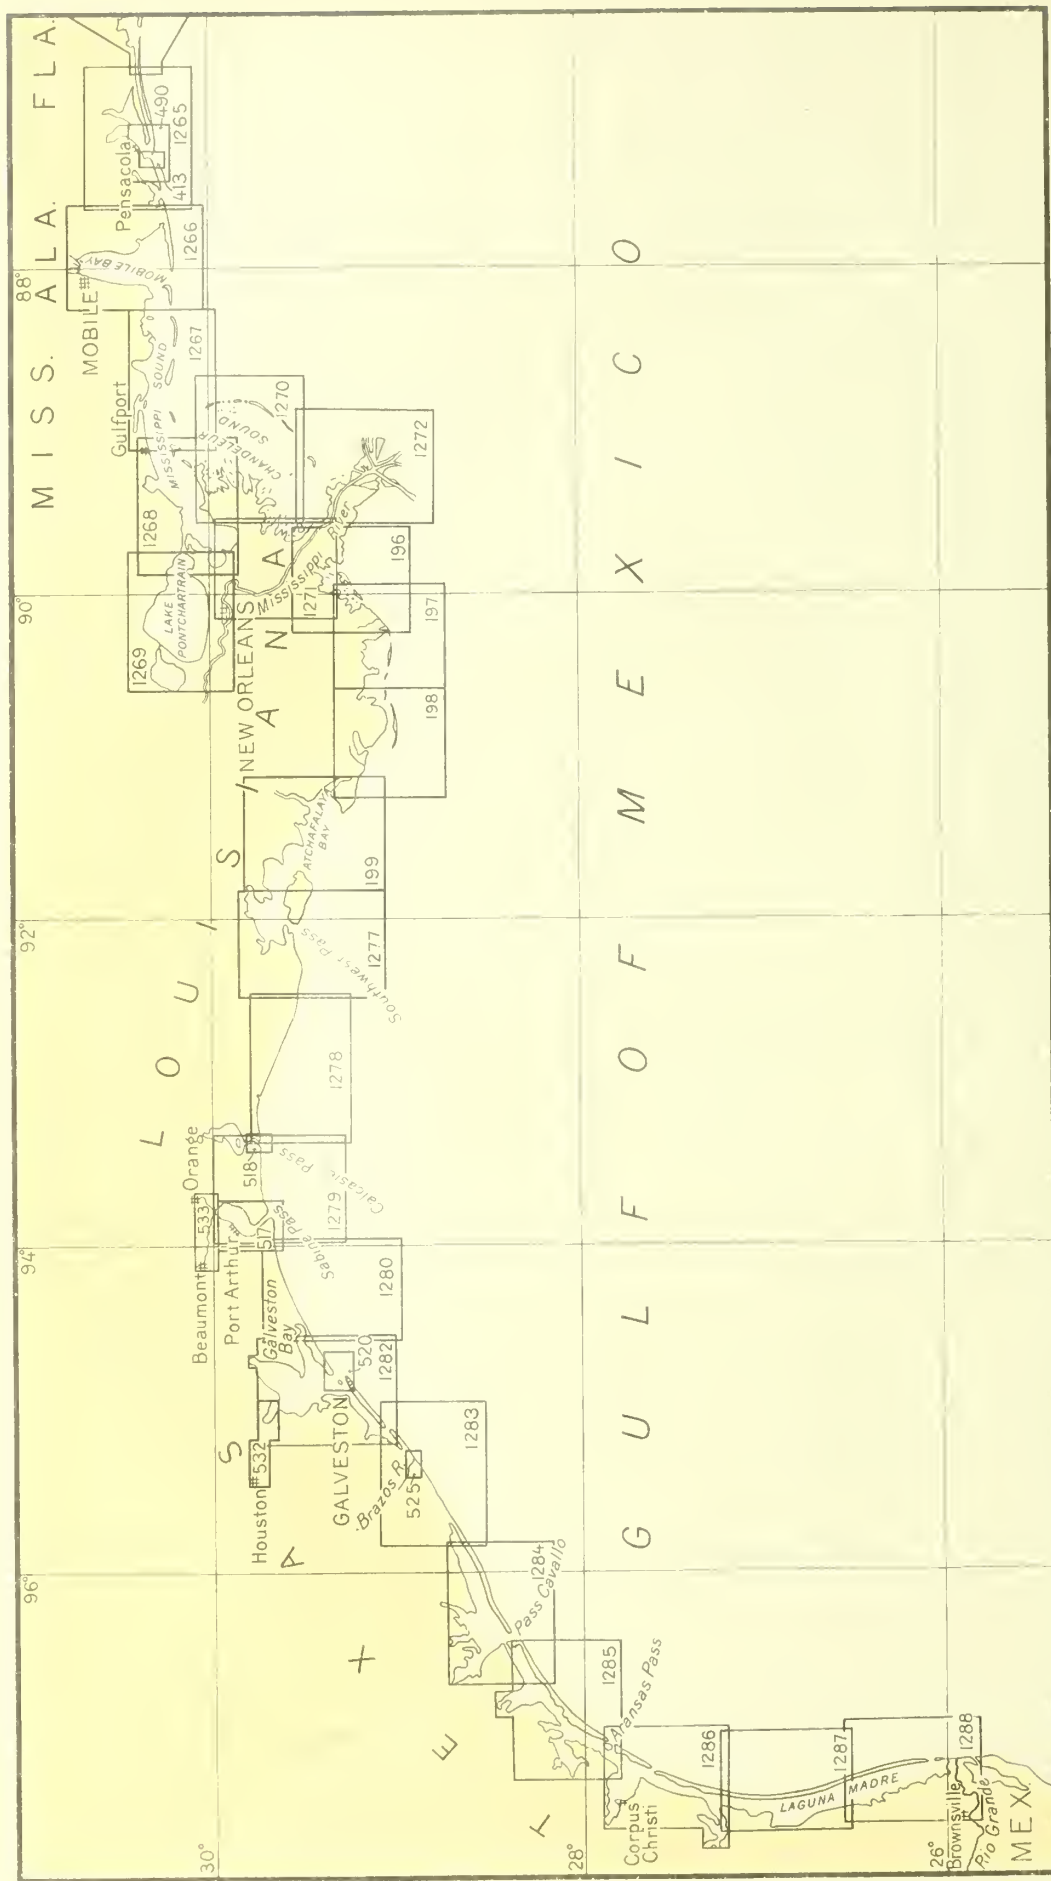 MISS. ALA. FLA.
LOUISIANA
TEXAS
MEX.
GULF OF MEXICO
88°
90°
92°
94°
96°
30°
28°
26°
Pensacola
490
1265
413
1266
MOBILE BAY
MOBILE
1267
Gulfport
MISSISSIPPI SOUND
1268
1270
CHANDELEUR SOUND
1272
1269
LAKE PONTCHARTRAIN
NEW ORLEANS
Mississippi River
1271
196
197
198
ATCHAFALAYA BAY
199
1277
Southwest Pass
1278
Orange
518
Calcasieu Pass
1279
533
517
Sabine Pass
Beaumont
Port Arthur
1280
Galveston Bay
520
1282
GALVESTON
532
Houston
1283
Brazos R.
525
1284
Pass Cavallo
1285
Aransas Pass
Corpus Christi
1286
1287
LAGUNA MADRE
1288
Brownsville
Rio Grande